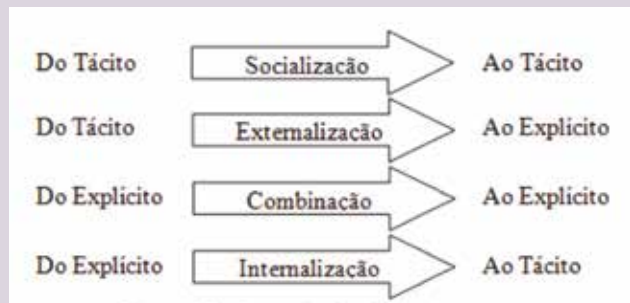 Do Tácito Socialização Ao Tácito
Do Tácito Externalização Ao Explícito
Do Explícito Combinação Ao Explícito
Do Explícito Internalização Ao Tácito